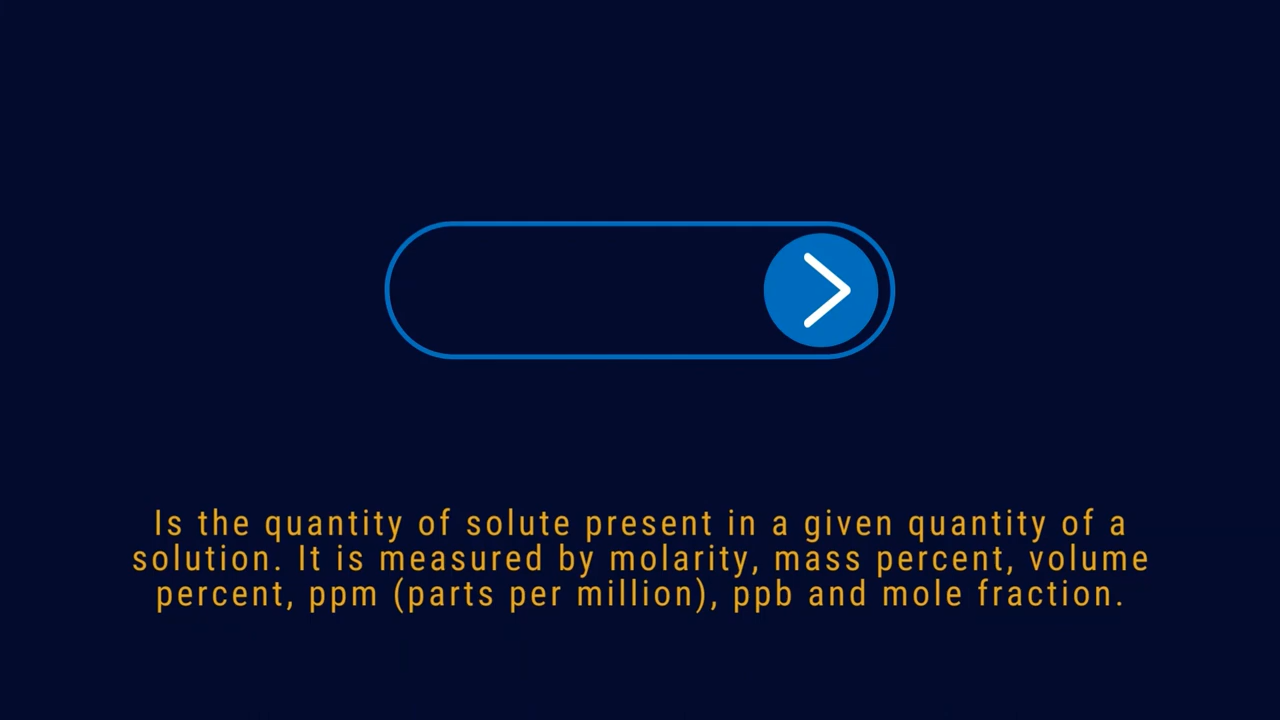 Is the quantity of solute present in a given quantity of a
solution. It is measured by molarity, mass percent, volume
percent, ppm (parts per million), ppb and mole fraction.